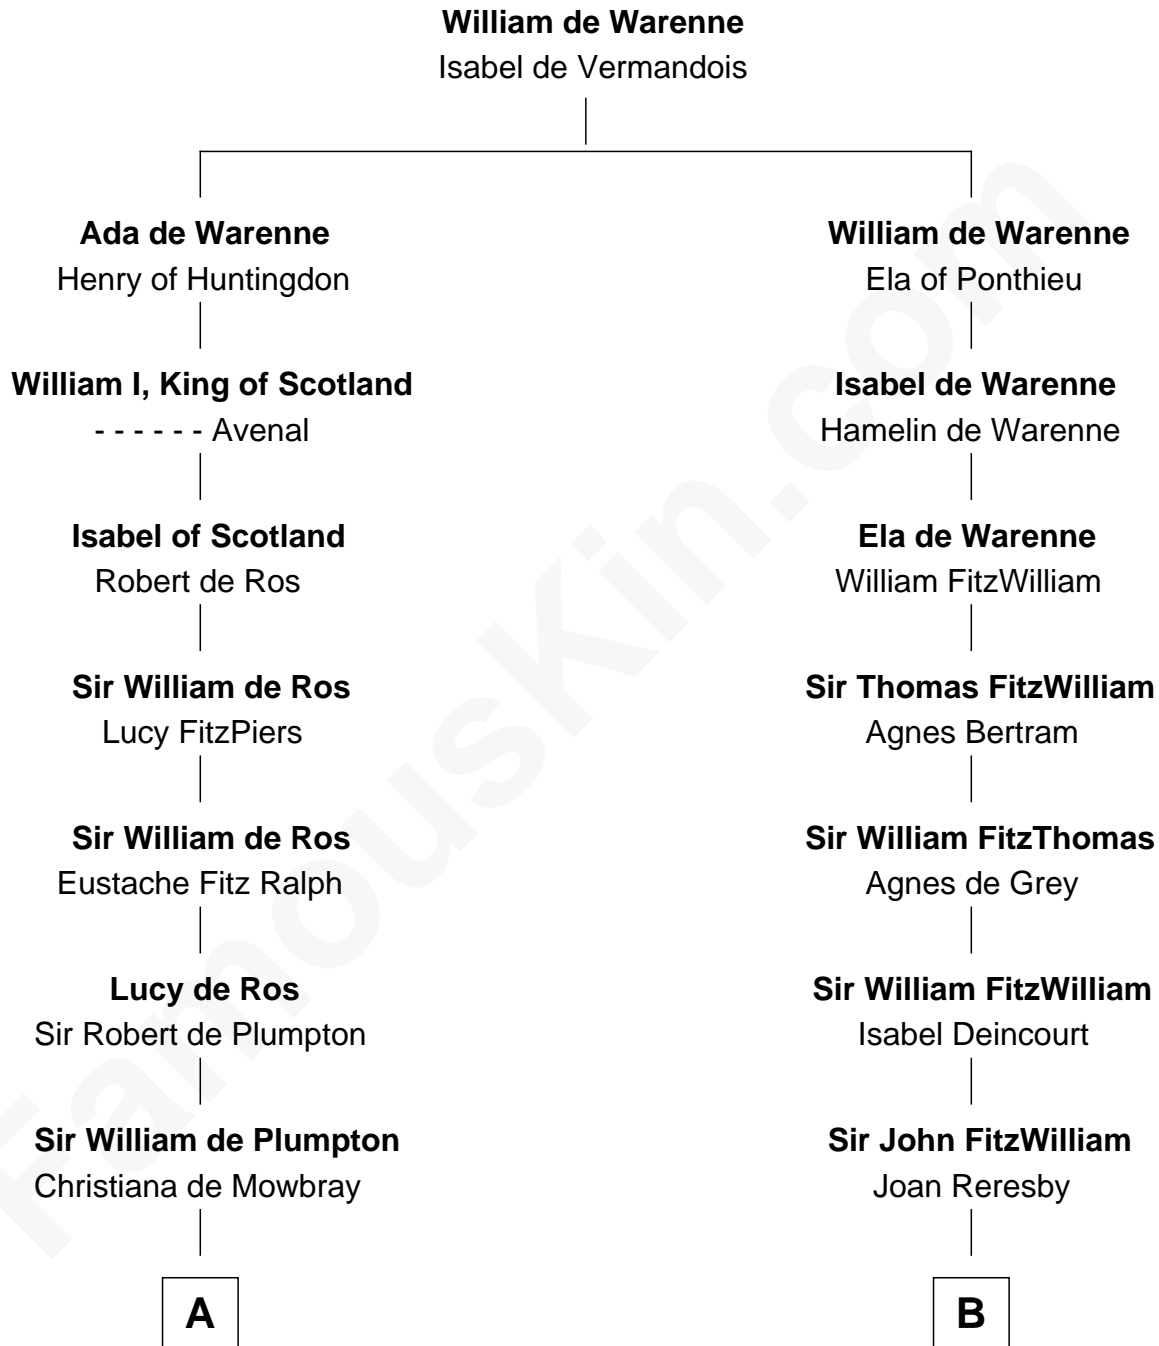 William de Warenne
Isabel de Vermandois
Ada de Warenne
Henry of Huntingdon
William I, King of Scotland
- - - - - - Avenal
Isabel of Scotland
Robert de Ros
Sir William de Ros
Lucy FitzPiers
Sir William de Ros
Eustache Fitz Ralph
Lucy de Ros
Sir Robert de Plumpton
Sir William de Plumpton
Christiana de Mowbray
A
William de Warenne
Ela of Ponthieu
Isabel de Warenne
Hamelin de Warenne
Ela de Warenne
William FitzWilliam
Sir Thomas FitzWilliam
Agnes Bertram
Sir William FitzThomas
Agnes de Grey
Sir William FitzWilliam
Isabel Deincourt
Sir John FitzWilliam
Joan Reresby
B
FamousKin.com